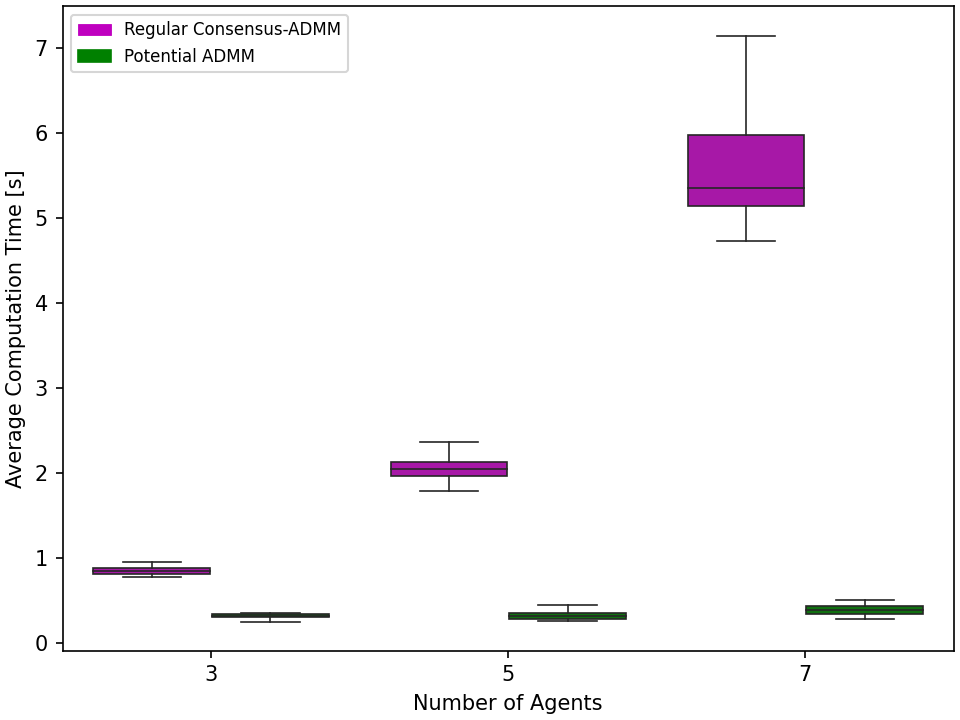 Regular Consensus-ADMM
Potential ADMM
Average Computation Time [s]
7
6
5
4
3
2
1
0
3 5 7
Number of Agents